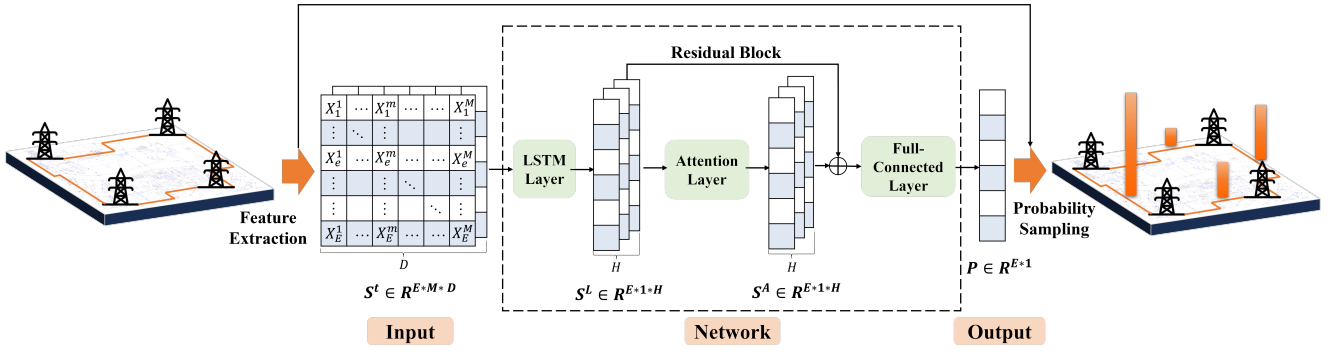 Feature
Extraction
X_1^1 ⋯ X_1^m ⋯ ⋯ X_1^M
⋮ ⋱ ⋮ ⋮
X_e^1 ⋯ X_e^m ⋯ ⋯ X_e^M
⋮ ⋮ ⋱ ⋮
⋮ ⋮ ⋱ ⋮
X_E^1 ⋯ X_E^m ⋯ ⋯ X_E^M
D
S^t ∈ R^{E*M*D}
Input
Residual Block
LSTM
Layer
H
S^L ∈ R^{E*1*H}
Attention
Layer
H
S^A ∈ R^{E*1*H}
Full-
Connected
Layer
Network
P ∈ R^{E*1}
Output
Probability
Sampling